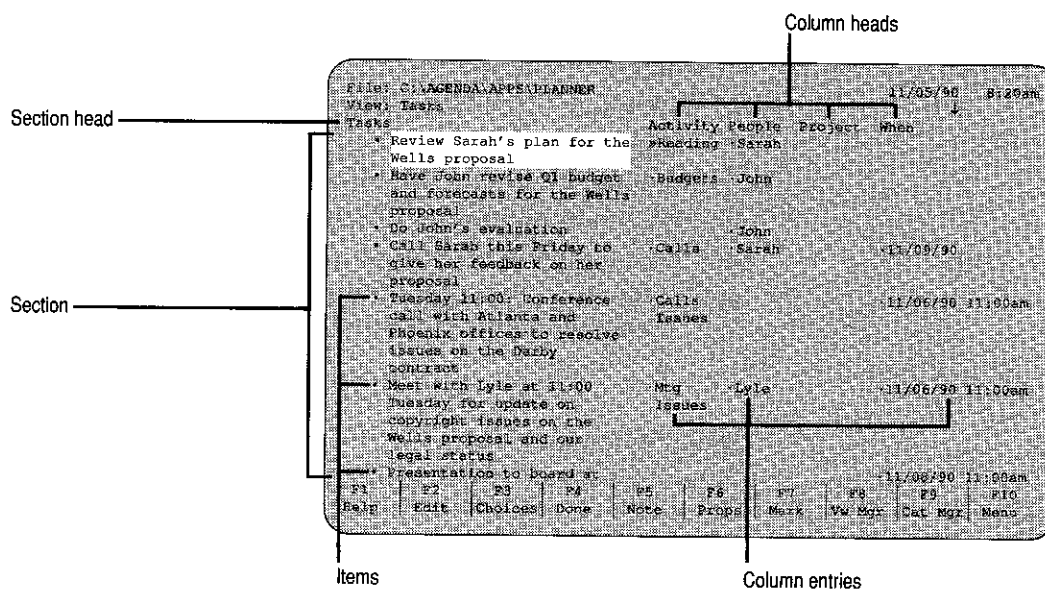 Column heads
File: C:\AGENDA\APPS\PLANNER 11/05/90 8:20am
View: Tasks
Section head
Tasks Activity People Project When
• Review Sarah's plan for the »Reading ·Sarah
Wells proposal
• Have John revise Q1 budget ·Budgets ·John
and forecasts for the Wells
proposal
• Do John's evaluation ·John
• Call Sarah this Friday to ·Calls ·Sarah ·11/09/90
give her feedback on her
proposal
Section
• Tuesday 11:00: Conference Calls ·11/06/90 11:00am
call with Atlanta and Issues
Phoenix offices to resolve
issues on the Darby
contract
• Meet with Lyle at 11:00 Mtg ·Lyle ·11/06/90 11:00am
Tuesday for update on Issues
copyright issues on the
Wells proposal and our
legal status
• Presentation to board at ·11/08/90 11:00am
F1 F2 F3 F4 F5 F6 F7 F8 F9 F10
Help Edit Choices Done Note Props Mark Vw Mgr Cat Mgr Menu
Items
Column entries